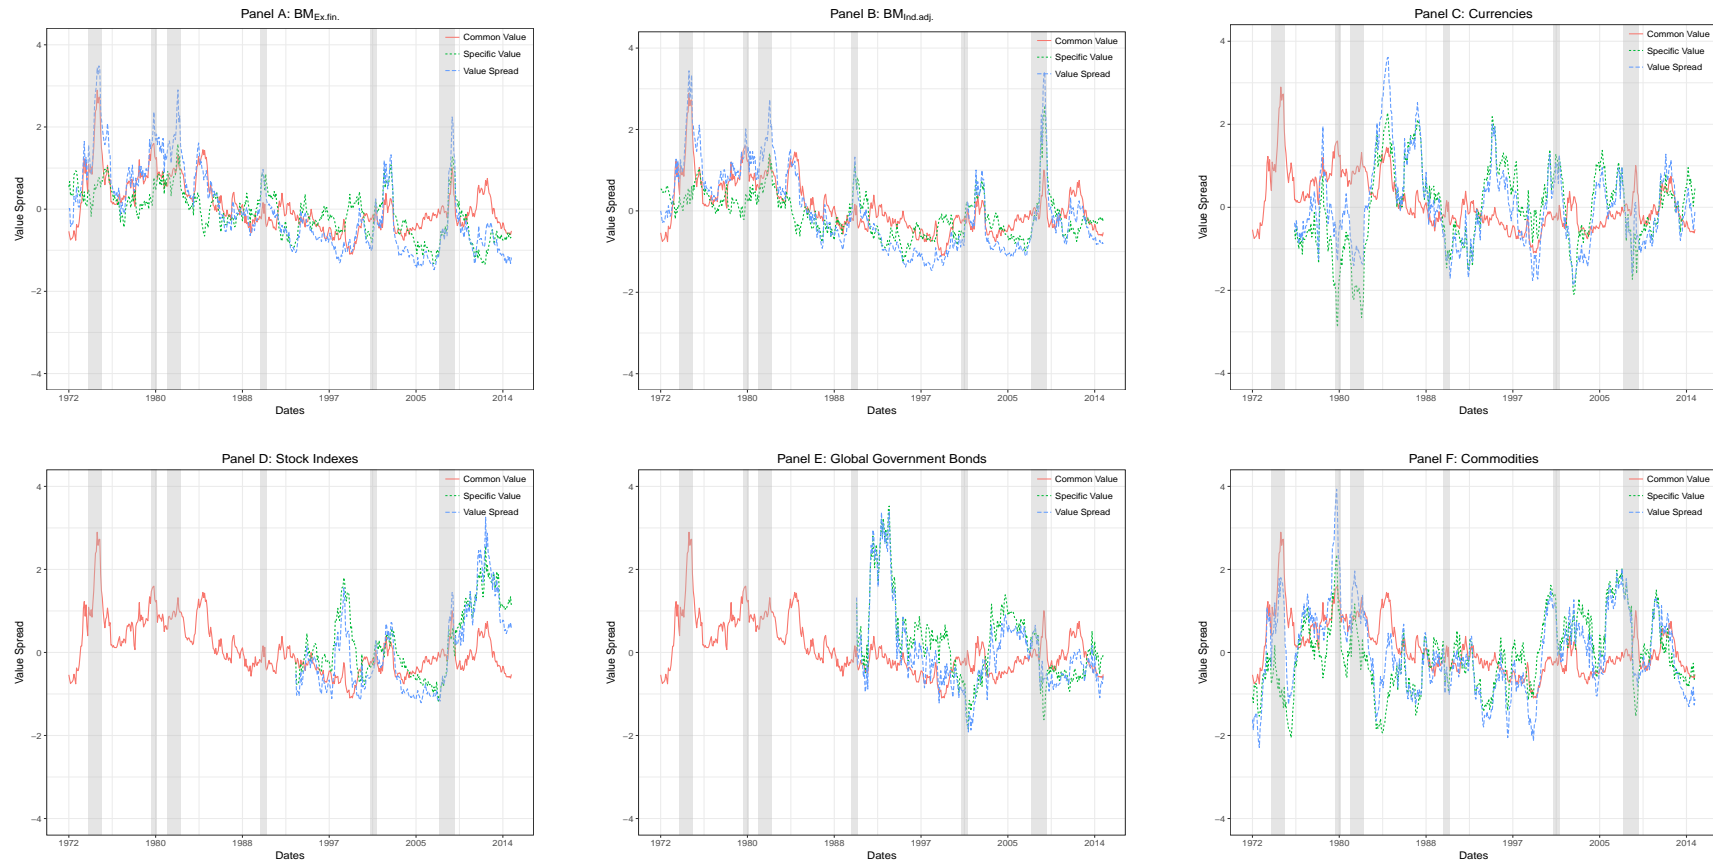 Panel A: BM Ex.fin.
Value Spread
4
2
0
−2
−4
1972 1980 1988 1997 2005 2014
Dates
Common Value
Specific Value
Value Spread
Panel B: BM Ind.adj.
Value Spread
4
2
0
−2
−4
1972 1980 1988 1997 2005 2014
Dates
Common Value
Specific Value
Value Spread
Panel C: Currencies
Value Spread
4
2
0
−2
−4
1972 1980 1988 1997 2005 2014
Dates
Common Value
Specific Value
Value Spread
Panel D: Stock Indexes
Value Spread
4
2
0
−2
−4
1972 1980 1988 1997 2005 2014
Dates
Common Value
Specific Value
Value Spread
Panel E: Global Government Bonds
Value Spread
4
2
0
−2
−4
1972 1980 1988 1997 2005 2014
Dates
Common Value
Specific Value
Value Spread
Panel F: Commodities
Value Spread
4
2
0
−2
−4
1972 1980 1988 1997 2005 2014
Dates
Common Value
Specific Value
Value Spread